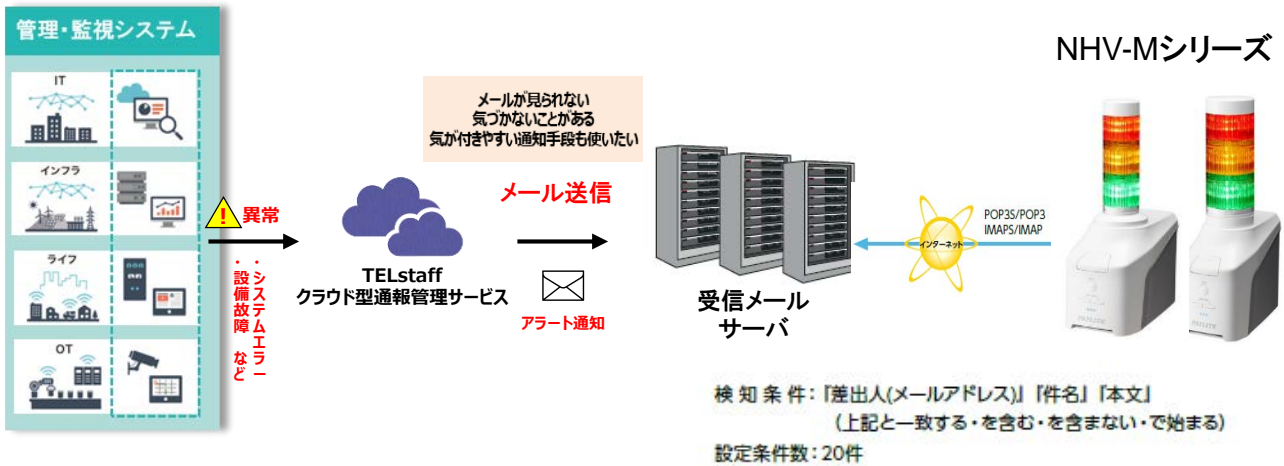 管理・監視システム
IT
インフラ
ライフ
OT
! 異常
・システムエラー
・設備故障 など
TELstaff
クラウド型通報管理サービス
メールが見られない
気づかないことがある
気が付きやすい通知手段も使いたい
メール送信
アラート通知
受信メール
サーバ
インターネット
POP3S/POP3
IMAPS/IMAP
NHV-Mシリーズ
PATLITE
PATLITE
検知条件：『差出人(メールアドレス)』『件名』『本文』
(上記と一致する・を含む・を含まない・で始まる)
設定条件数：20件